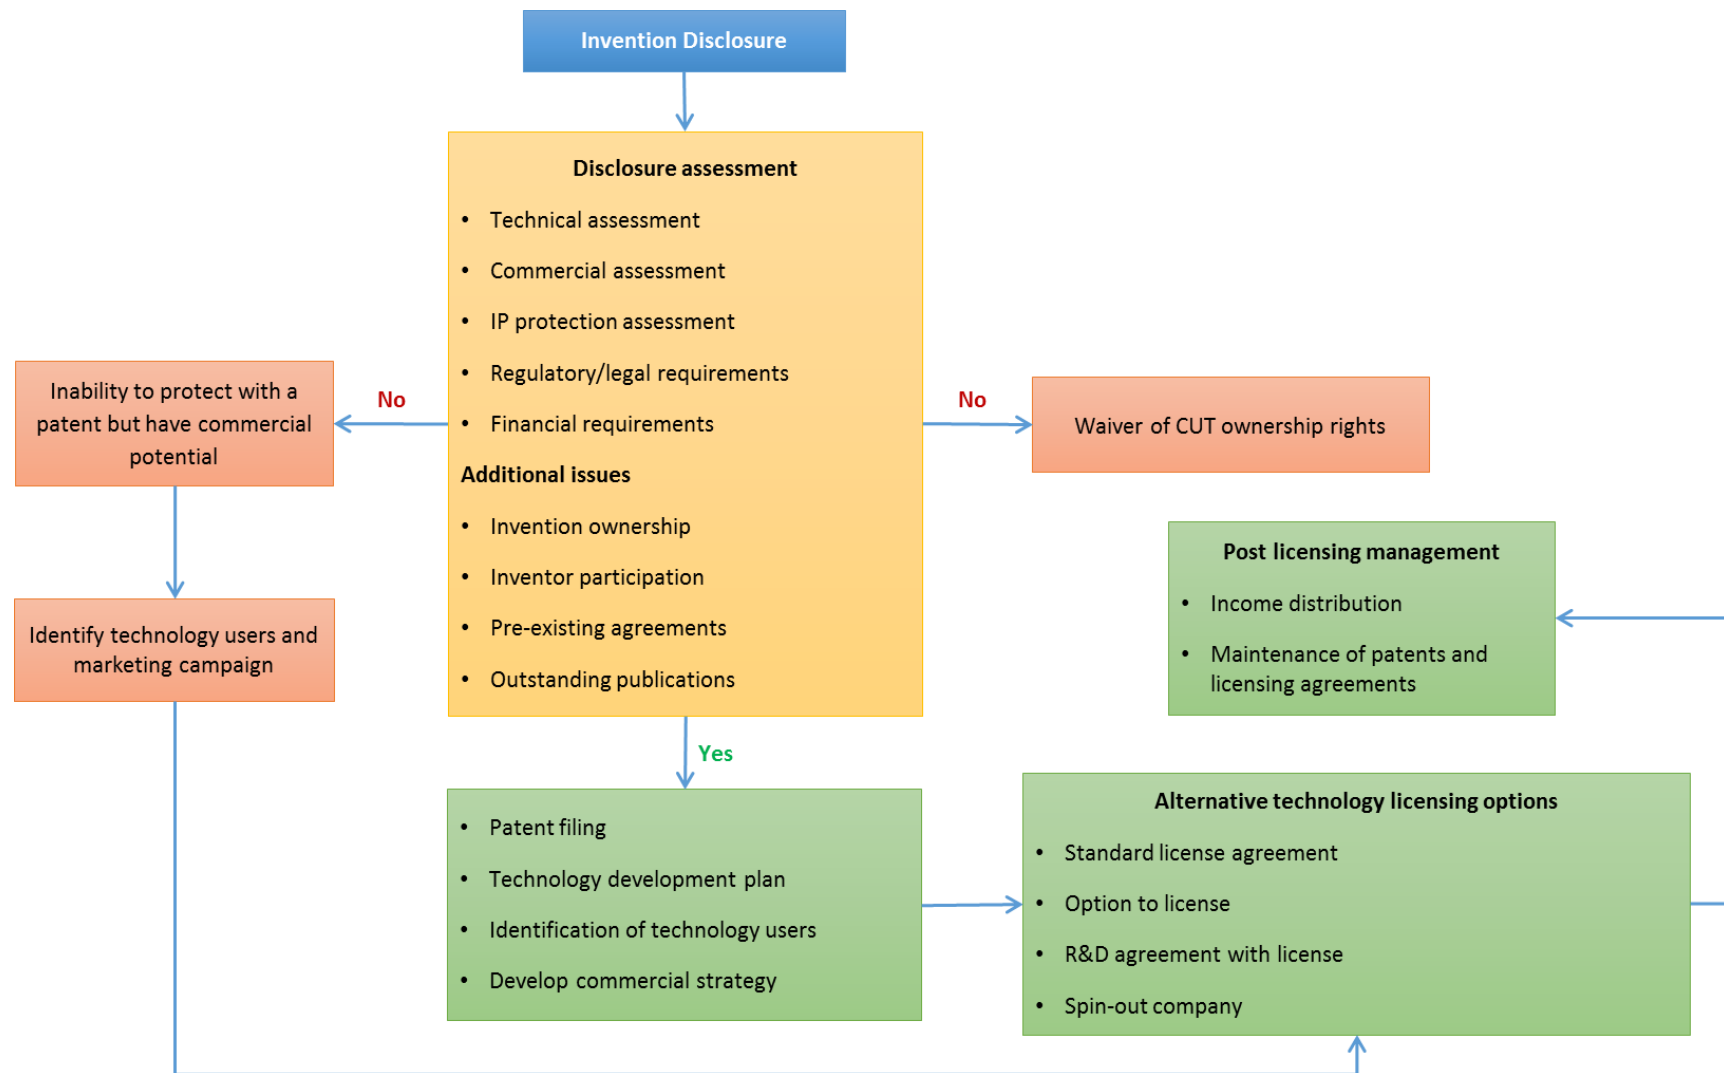 Invention Disclosure
Disclosure assessment
• Technical assessment
• Commercial assessment
• IP protection assessment
• Regulatory/legal requirements
• Financial requirements
Additional issues
• Invention ownership
• Inventor participation
• Pre-existing agreements
• Outstanding publications
No
Inability to protect with a
patent but have commercial
potential
Identify technology users and
marketing campaign
No
Waiver of CUT ownership rights
Yes
• Patent filing
• Technology development plan
• Identification of technology users
• Develop commercial strategy
Alternative technology licensing options
• Standard license agreement
• Option to license
• R&D agreement with license
• Spin-out company
Post licensing management
• Income distribution
• Maintenance of patents and
licensing agreements